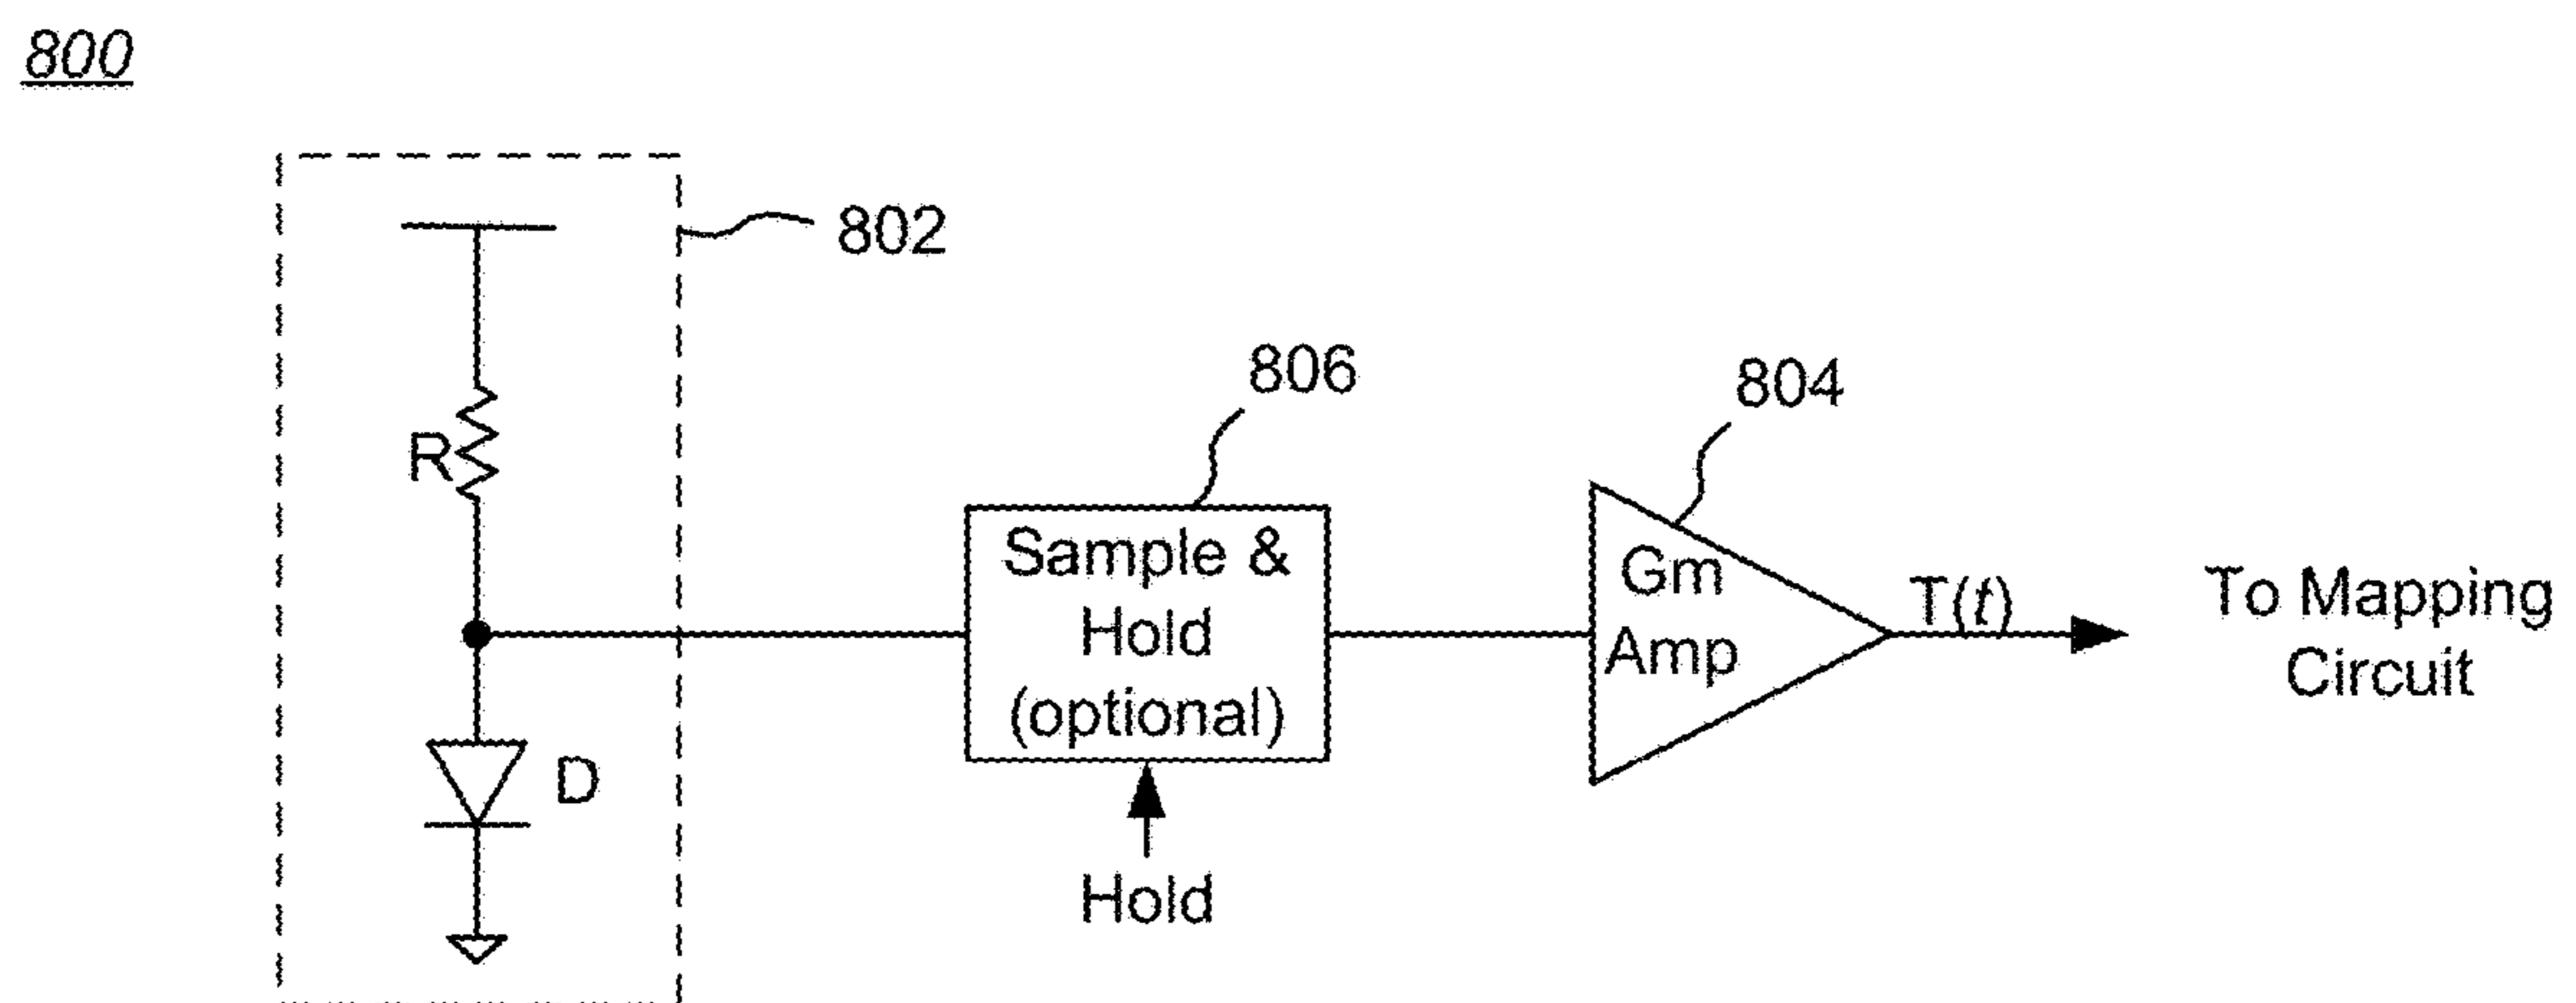 800
802
R
D
806
Sample &
Hold
(optional)
Hold
804
Gm
Amp
T(t)
To Mapping
Circuit